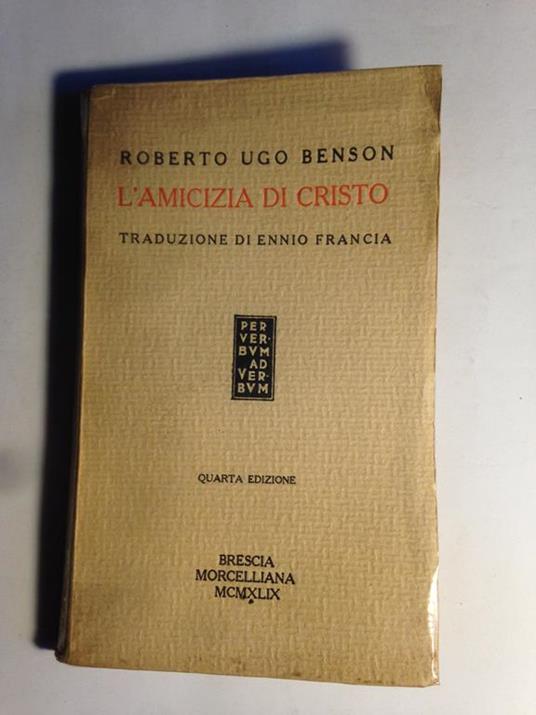 ROBERTO UGO BENSON
L'AMICIZIA DI CRISTO
TRADUZIONE DI ENNIO FRANCIA
PER
VER·
BVM
AD
VER·
BVM
QUARTA EDIZIONE
BRESCIA
MORCELLIANA
MCMXLIX